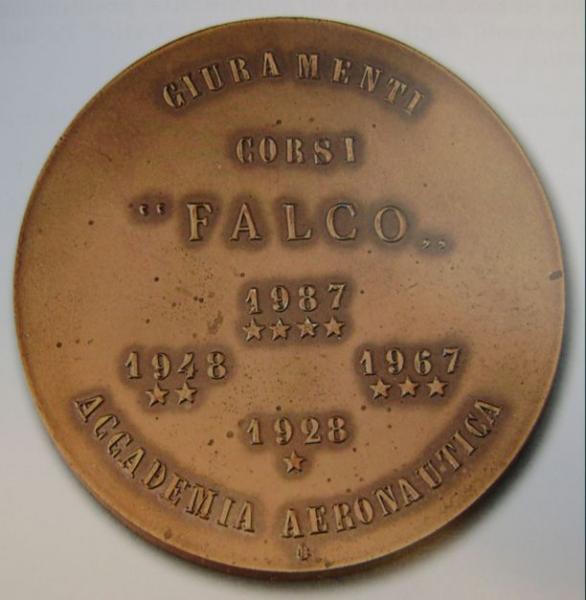 GIURAMENTI
CORSI
"FALCO„
1987
1948 1967
1928
ACCADEMIA AERONAUTICA